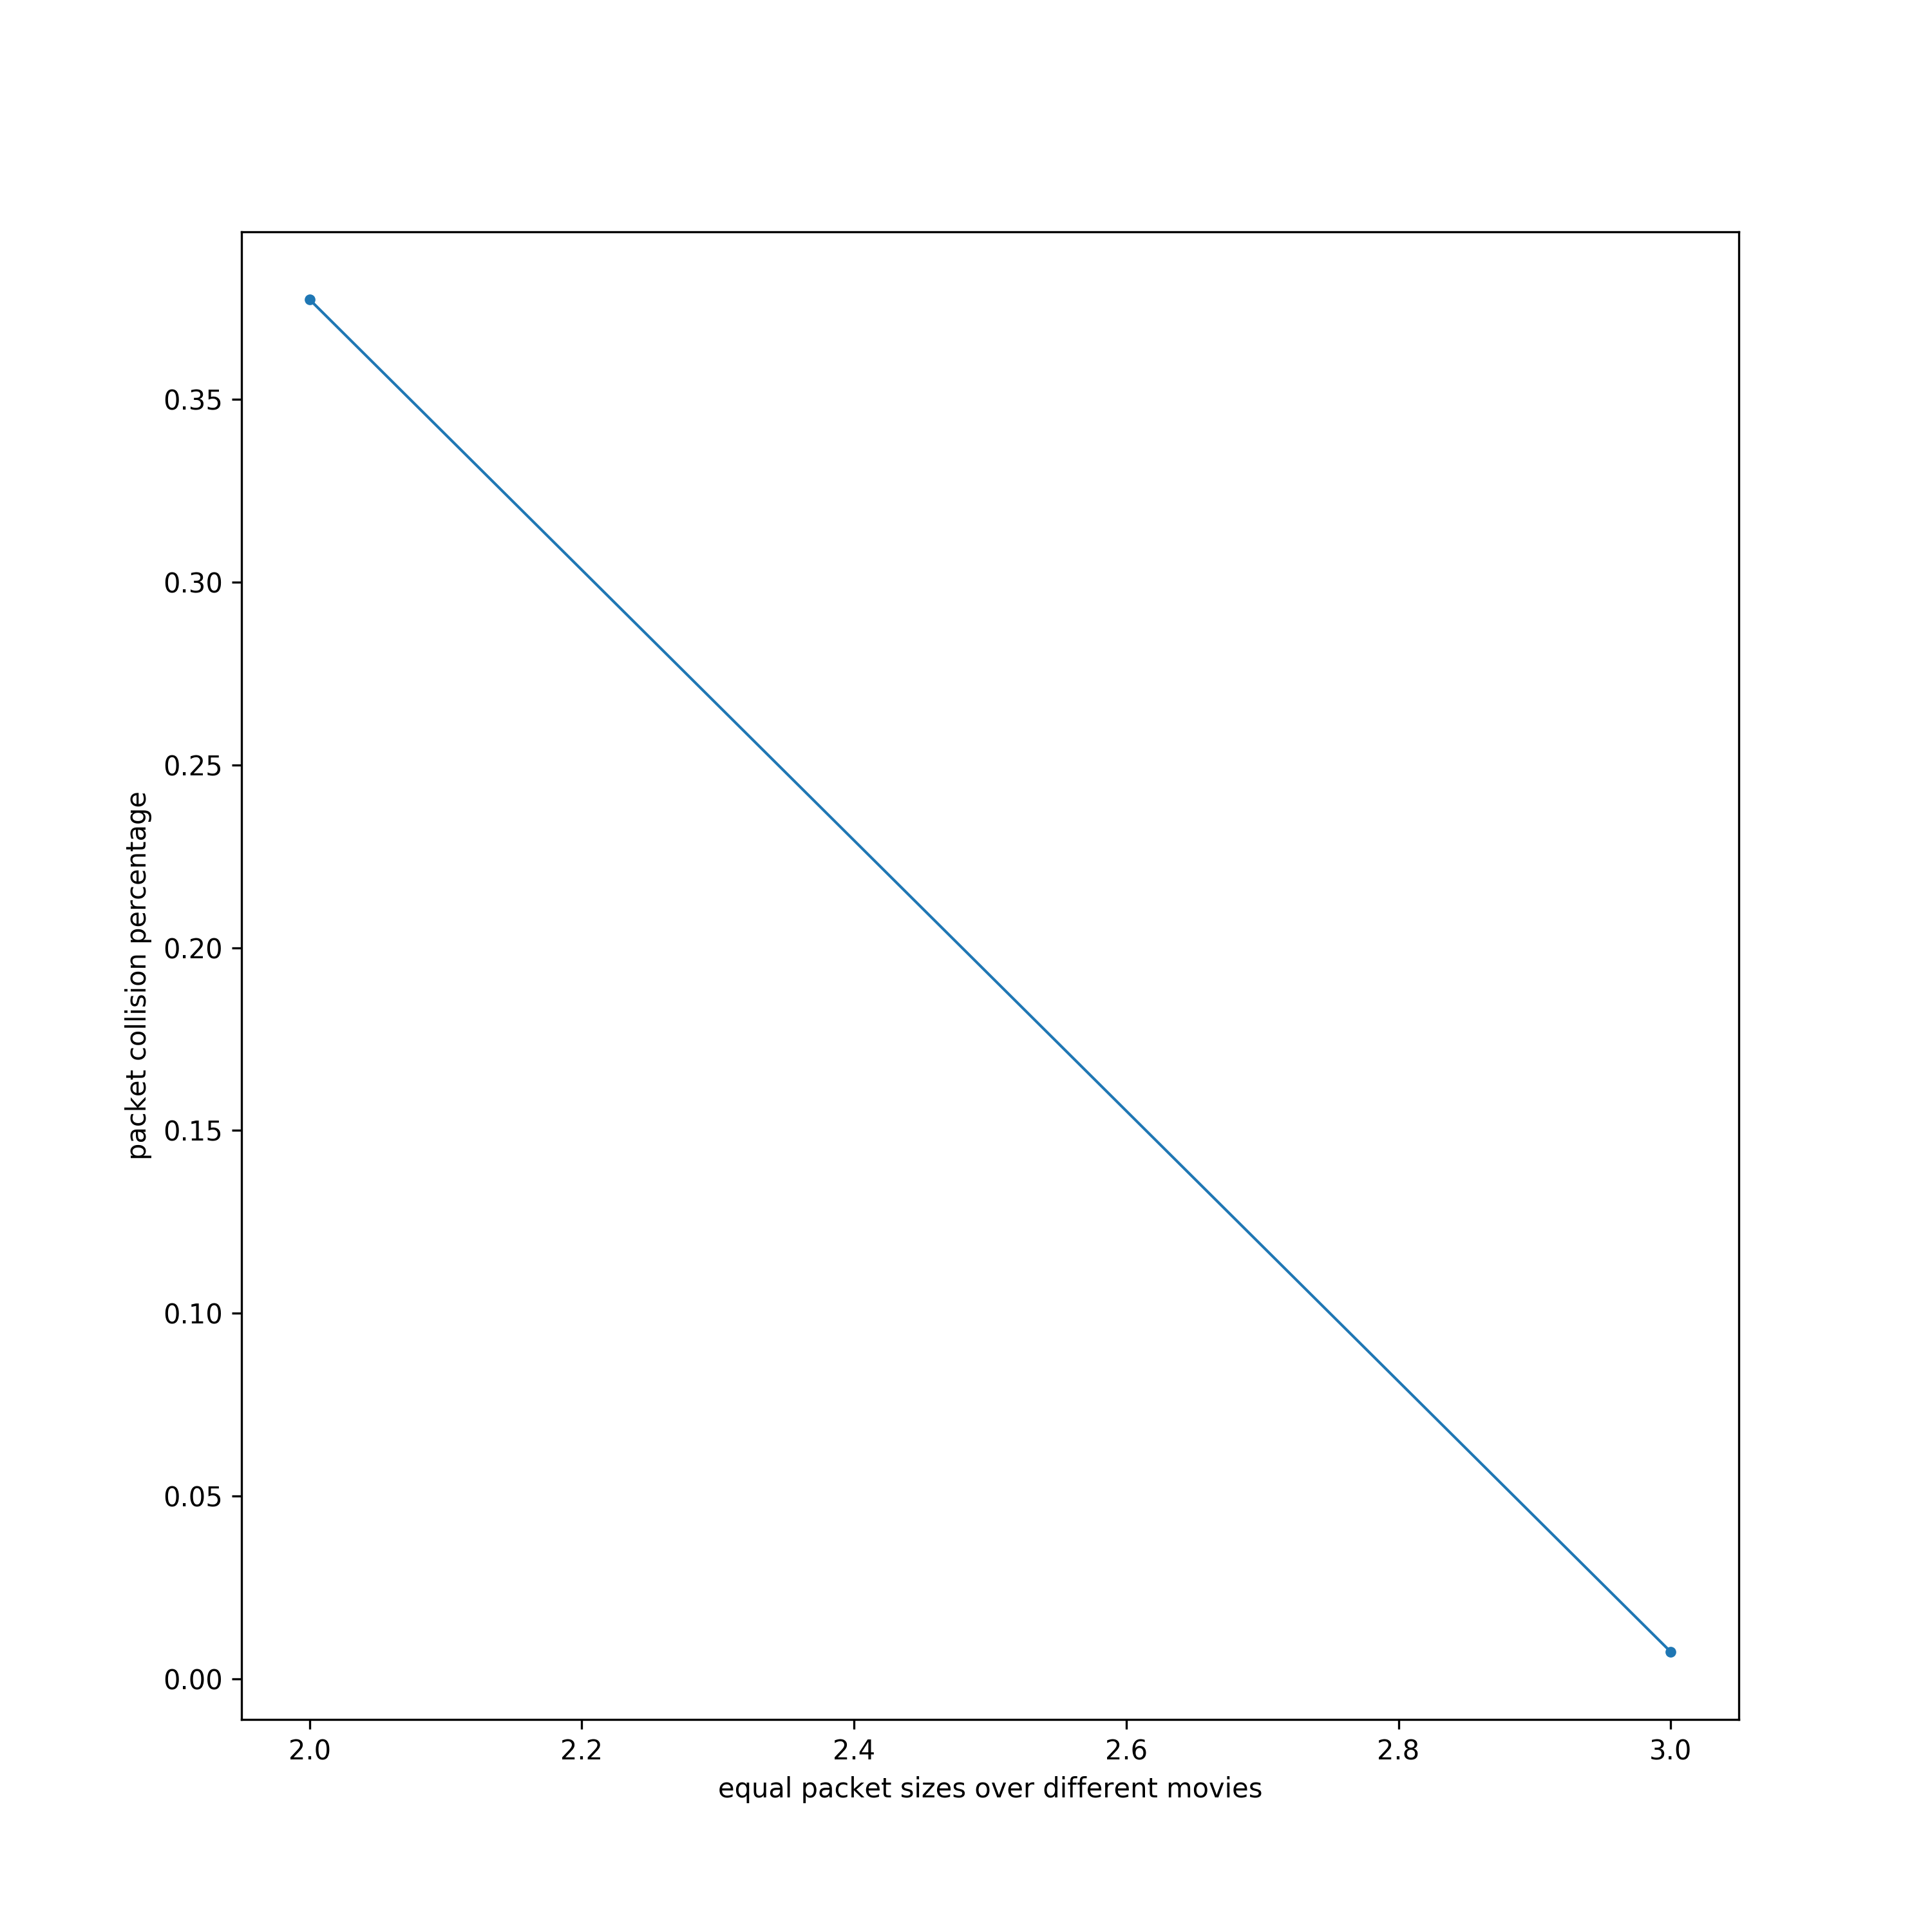 0.35
0.30
0.25
0.20
0.15
0.10
0.05
0.00
packet collision percentage
2.0 2.2 2.4 2.6 2.8 3.0
equal packet sizes over different movies